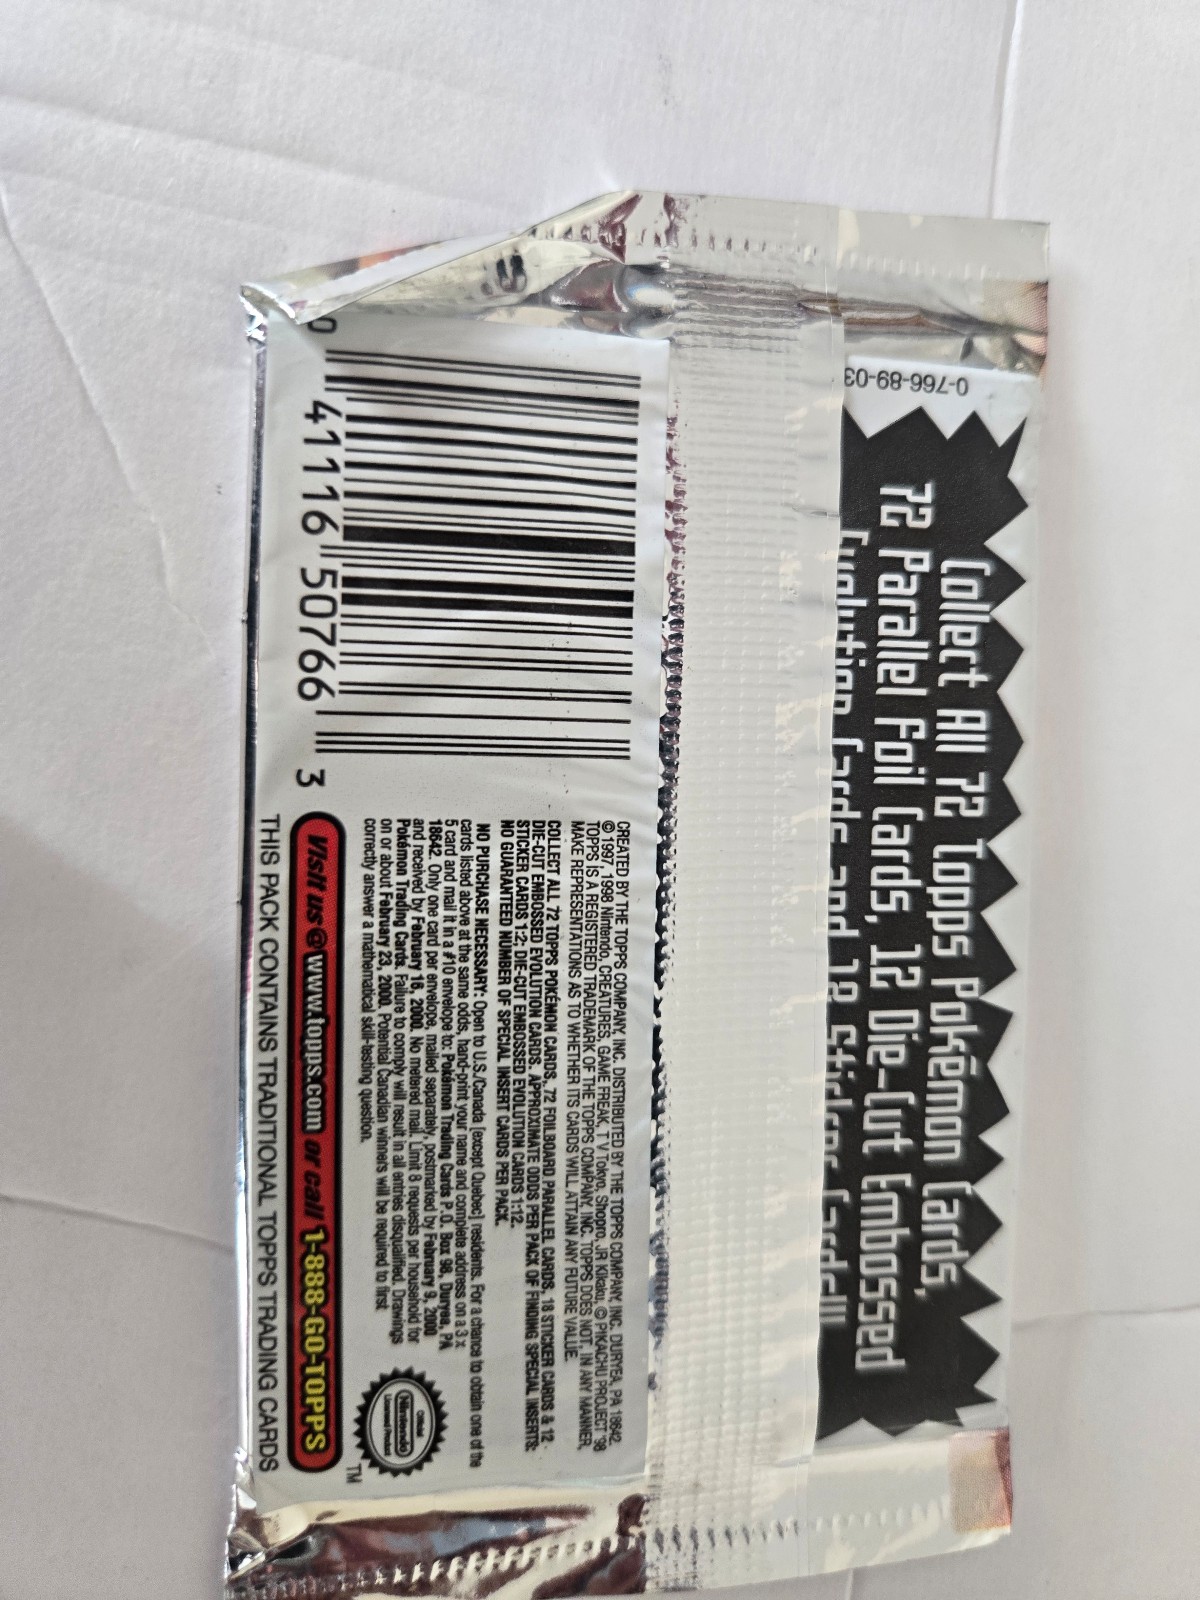 0-766-89-03
Collect All 72 Topps Pokémon Cards,
72 Parallel Foil Cards, 12 Die-Cut Embossed
Evolution Cards and 18 Sticker Cards!!!
CREATED BY THE TOPPS COMPANY, INC. DISTRIBUTED BY THE TOPPS COMPANY, INC. DURYEA, PA 18642.
© 1997, 1998 Nintendo, CREATURES, GAME FREAK, T V Tokyo, Shopro, JR Kikaku, © PIKACHU PROJECT '98
TOPPS IS A REGISTERED TRADEMARK OF THE TOPPS COMPANY, INC. TOPPS DOES NOT, IN ANY MANNER,
MAKE REPRESENTATIONS AS TO WHETHER ITS CARDS WILL ATTAIN ANY FUTURE VALUE.
COLLECT ALL 72 TOPPS POKÉMON CARDS, 72 FOILBOARD PARALLEL CARDS, 18 STICKER CARDS & 12
DIE-CUT EMBOSSED EVOLUTION CARDS. APPROXIMATE ODDS PER PACK OF FINDING SPECIAL INSERTS:
STICKER CARDS 1:2; DIE-CUT EMBOSSED EVOLUTION CARDS 1:12.
NO GUARANTEED NUMBER OF SPECIAL INSERT CARDS PER PACK.
NO PURCHASE NECESSARY: Open to U.S./Canada [except Quebec] residents. For a chance to obtain one of the
cards listed above at the same odds, hand-print your name and complete address on a 3 x
5 card and mail it in a #10 envelope to: Pokémon Trading Cards P.O. Box 98, Duryea, PA
18642. Only one card per envelope, mailed separately, postmarked by February 9, 2000
and received by February 16, 2000. No metered mail. Limit 8 requests per household for
Pokémon Trading Cards. Failure to comply will result in all entries disqualified. Drawings
on or about February 23, 2000. Potential Canadian winners will be required to first
correctly answer a mathematical skill-testing question.
Official
Nintendo
Licensed Product
TM
0 41116 50766 3
Visit us @ www.topps.com or call 1-888-GO-TOPPS
THIS PACK CONTAINS TRADITIONAL TOPPS TRADING CARDS